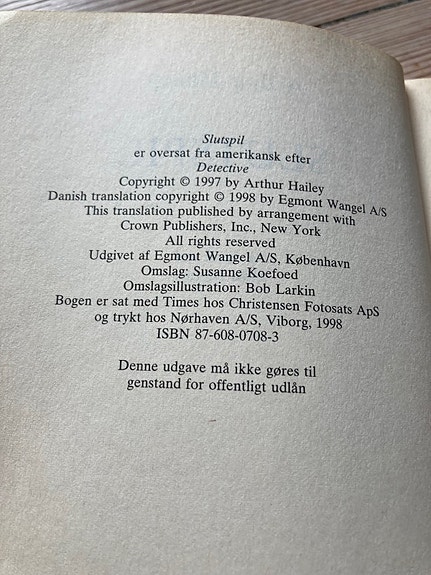 Slutspil
er oversat fra amerikansk efter
Detective
Copyright © 1997 by Arthur Hailey
Danish translation copyright © 1998 by Egmont Wangel A/S
This translation published by arrangement with
Crown Publishers, Inc., New York
All rights reserved
Udgivet af Egmont Wangel A/S, København
Omslag: Susanne Koefoed
Omslagsillustration: Bob Larkin
Bogen er sat med Times hos Christensen Fotosats ApS
og trykt hos Nørhaven A/S, Viborg, 1998
ISBN 87-608-0708-3
Denne udgave må ikke gøres til
genstand for offentligt udlån